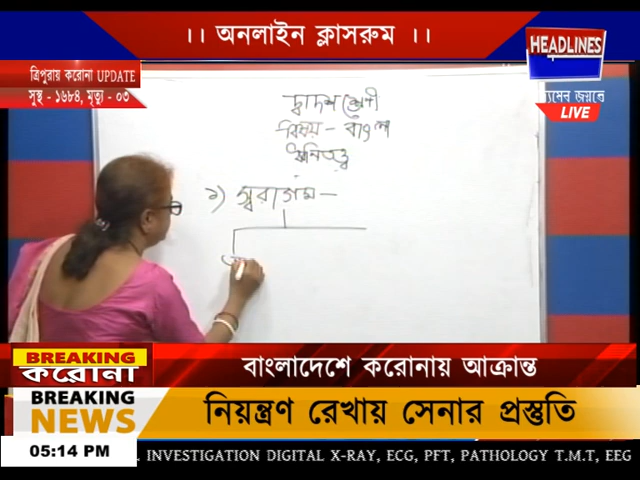 ।। অনলাইন ক্লাসরুম ।।
HEADLINES
ত্রিপুরায় করোনা UPDATE
সুস্থ - ১৬৮৪, মৃত্যু - ০৩
LIVE
দ্বাদশ শ্রেণী
বিষয় - বাংলা
ধ্বনিতত্ত্ব
১) স্বরাগম -
BREAKING
করোনা
বাংলাদেশে করোনায় আক্রান্ত
BREAKING
NEWS
নিয়ন্ত্রণ রেখায় সেনার প্রস্তুতি
05:14 PM
INVESTIGATION DIGITAL X-RAY, ECG, PFT, PATHOLOGY T.M.T, EEG